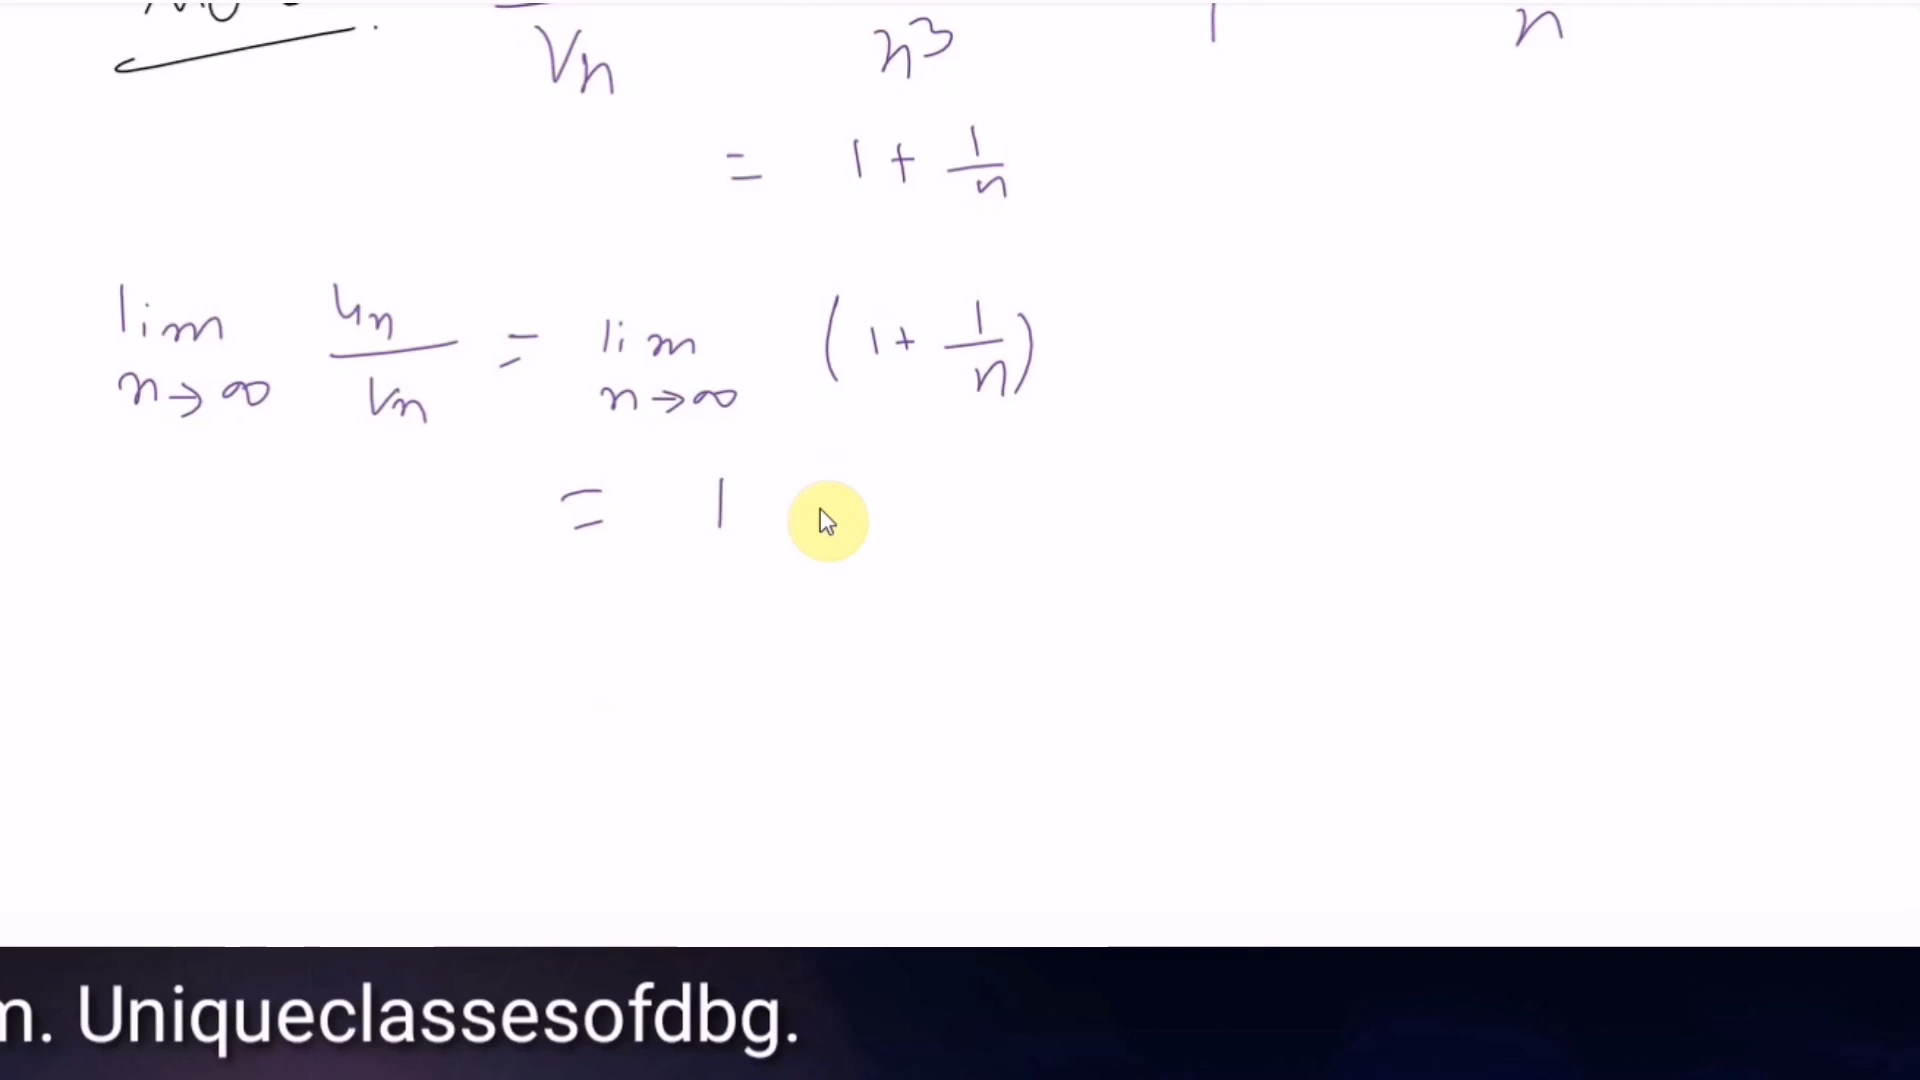 Vn n³ 1 n
= 1 + 1/n
lim n→∞ un/vn = lim n→∞ (1 + 1/n)
= 1
m. Uniqueclassesofdbg.